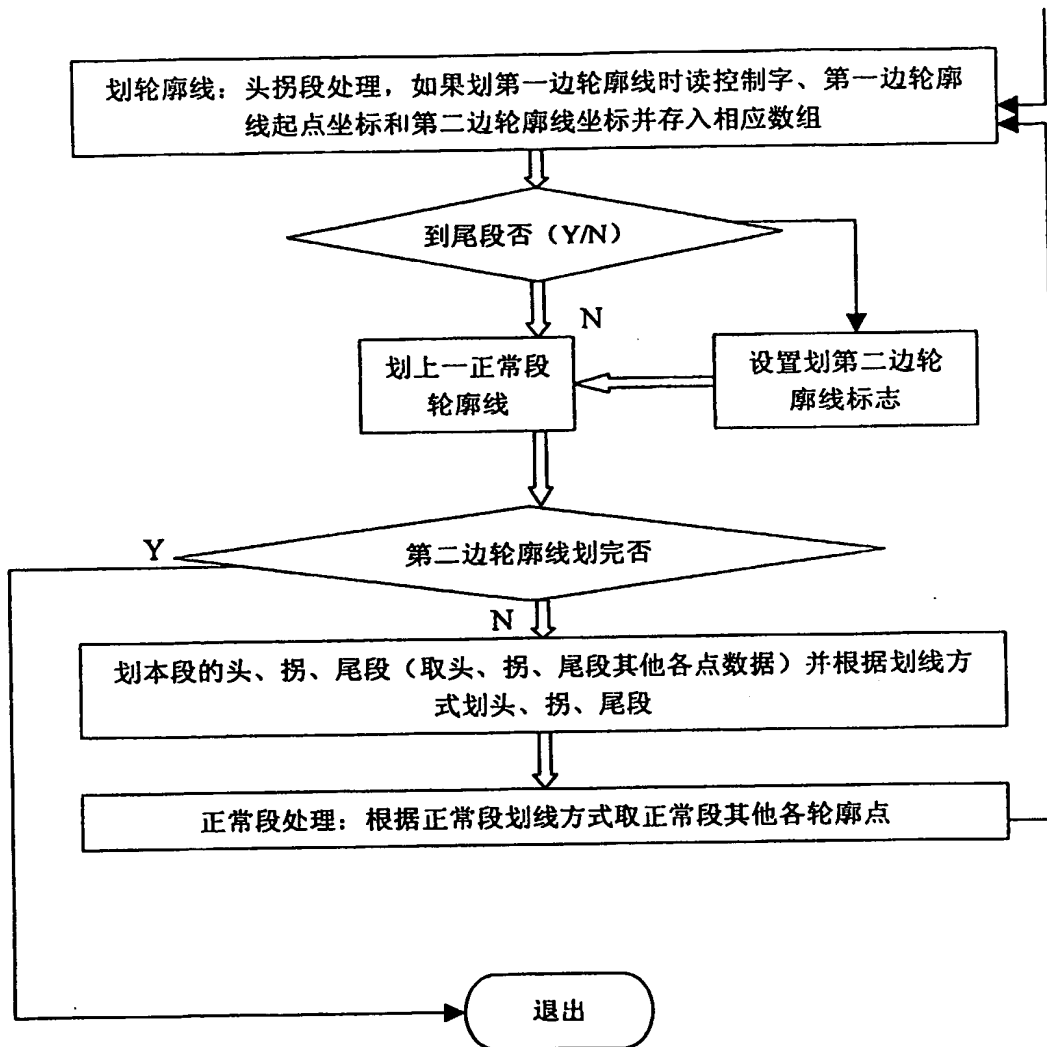 划轮廓线：头拐段处理，如果划第一边轮廓线时读控制字、第一边轮廓
线起点坐标和第二边轮廓线坐标并存入相应数组
到尾段否（Y/N）
N
划上一正常段
轮廓线
设置划第二边轮
廓线标志
Y
第二边轮廓线划完否
N
划本段的头、拐、尾段（取头、拐、尾段其他各点数据）并根据划线方
式划头、拐、尾段
正常段处理：根据正常段划线方式取正常段其他各轮廓点
退出